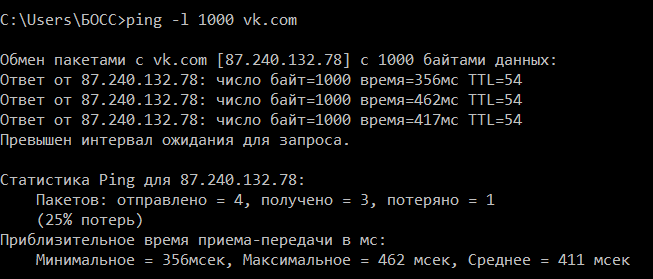 C:\Users\БОСС>ping -l 1000 vk.com
Обмен пакетами с vk.com [87.240.132.78] с 1000 байтами данных:
Ответ от 87.240.132.78: число байт=1000 время=356мс TTL=54
Ответ от 87.240.132.78: число байт=1000 время=462мс TTL=54
Ответ от 87.240.132.78: число байт=1000 время=417мс TTL=54
Превышен интервал ожидания для запроса.
Статистика Ping для 87.240.132.78:
Пакетов: отправлено = 4, получено = 3, потеряно = 1
(25% потерь)
Приблизительное время приема-передачи в мс:
Минимальное = 356мсек, Максимальное = 462 мсек, Среднее = 411 мсек